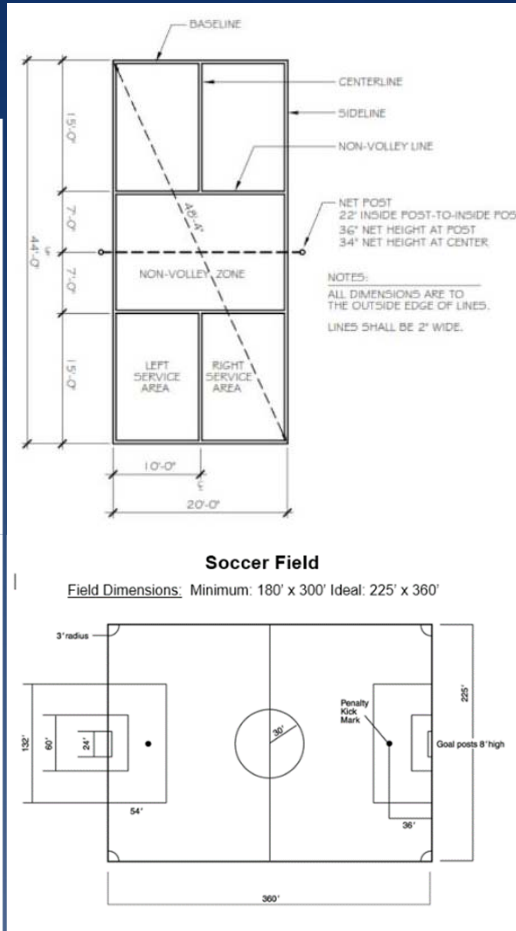 BASELINE
CENTERLINE
SIDELINE
NON-VOLLEY LINE
15'-0"
7'-0"
44'-0"
48'-4"
NET POST
22' INSIDE POST-TO-INSIDE POS
36" NET HEIGHT AT POST
34" NET HEIGHT AT CENTER
NON-VOLLEY ZONE
7'-0"
NOTES:
ALL DIMENSIONS ARE TO
THE OUTSIDE EDGE OF LINES.
LINES SHALL BE 2" WIDE.
15'-0"
LEFT
SERVICE
AREA
RIGHT
SERVICE
AREA
10'-0"
20'-0"
Soccer Field
Field Dimensions: Minimum: 180' x 300' Ideal: 225' x 360'
3' radius
132'
60'
24'
54'
30'
Penalty
Kick
Mark
Goal posts 8' high
36'
225'
360'